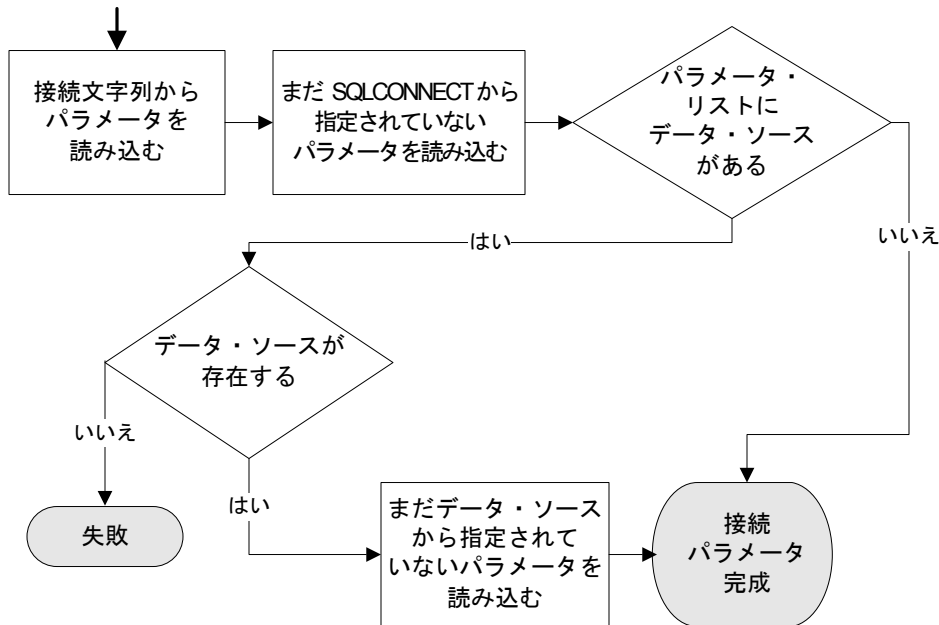 接続文字列から
パラメータを
読み込む
まだ SQLCONNECTから
指定されていない
パラメータを読み込む
パラメータ・
リストに
データ・ソース
がある
はい
いいえ
データ・ソースが
存在する
いいえ
はい
失敗
まだデータ・ソース
から指定されて
いないパラメータを
読み込む
接続
パラメータ
完成